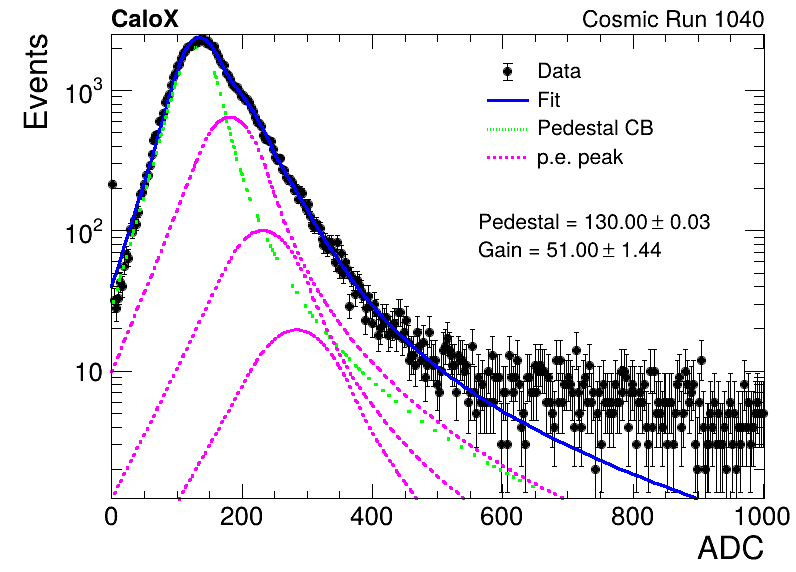 CaloX Cosmic Run 1040
Events
Data
Fit
Pedestal CB
p.e. peak
Pedestal = 130.00 ± 0.03
Gain = 51.00 ± 1.44
10³
10²
10
0 200 400 600 800 1000
ADC